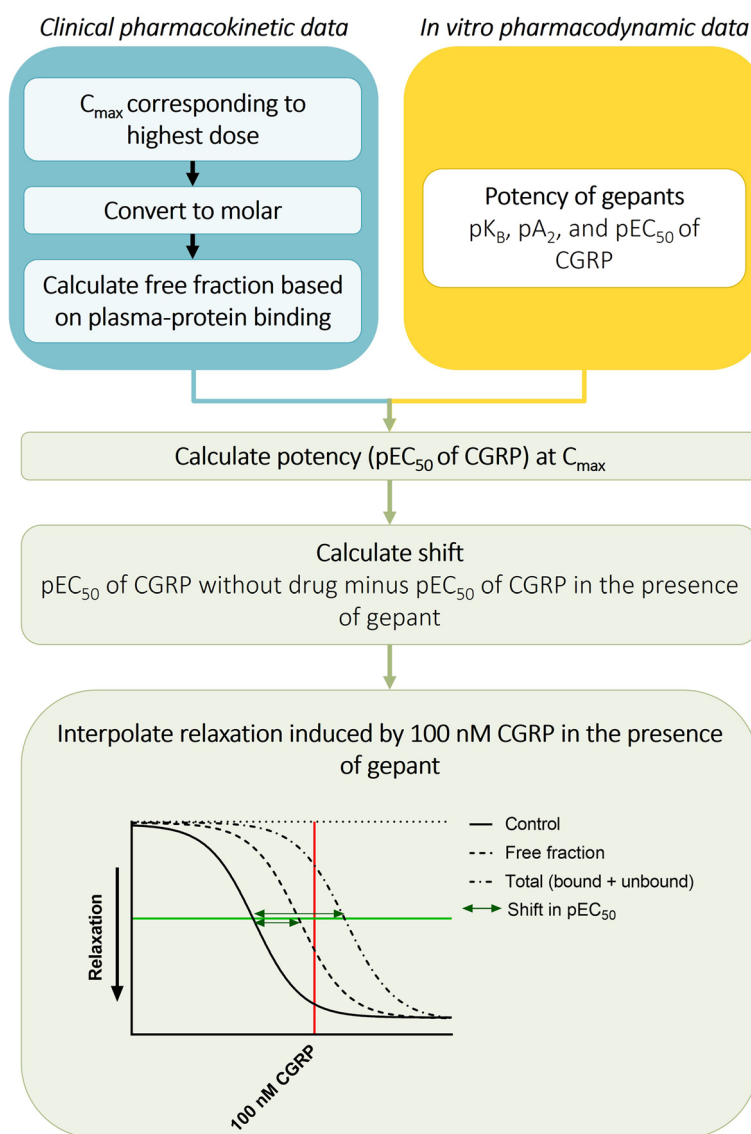 Clinical pharmacokinetic data
In vitro pharmacodynamic data
Cmax corresponding to
highest dose
Convert to molar
Calculate free fraction based
on plasma-protein binding
Potency of gepants
pKB, pA2, and pEC50 of
CGRP
Calculate potency (pEC50 of CGRP) at Cmax
Calculate shift
pEC50 of CGRP without drug minus pEC50 of CGRP in the presence
of gepant
Interpolate relaxation induced by 100 nM CGRP in the presence
of gepant
Relaxation
100 nM CGRP
Control
Free fraction
Total (bound + unbound)
Shift in pEC50